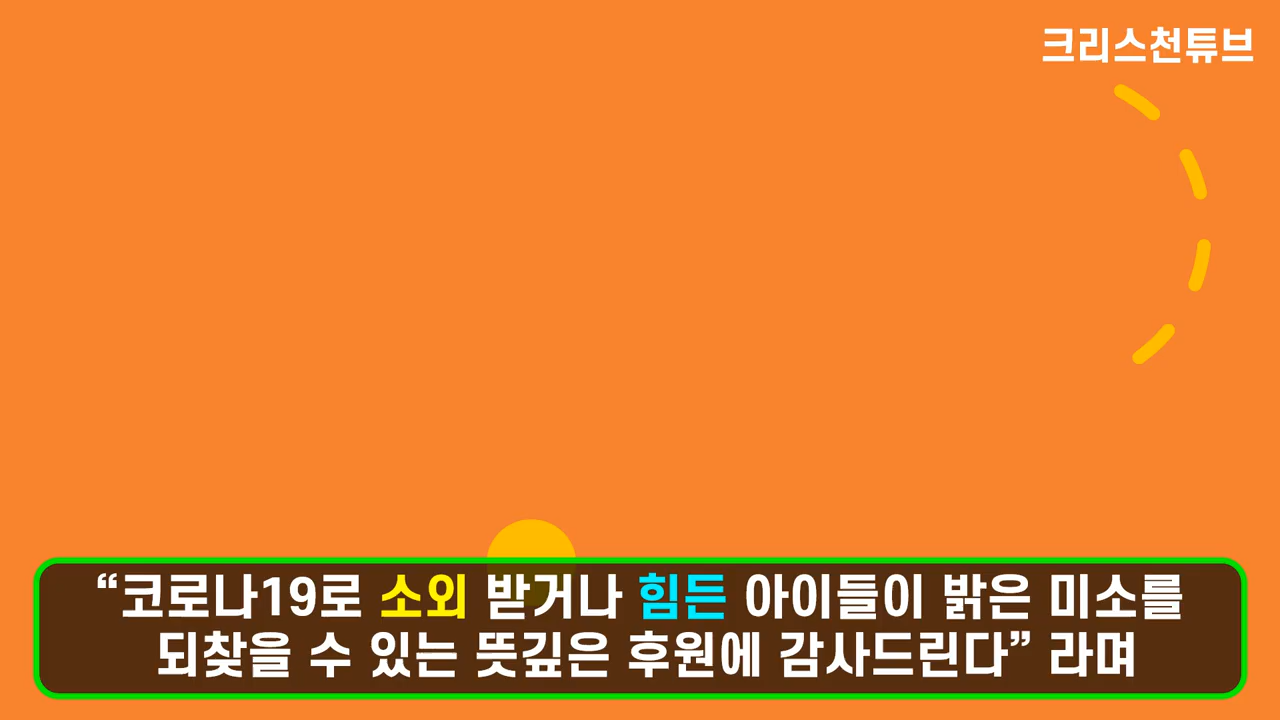 크리스천튜브
“코로나19로 소외 받거나 힘든 아이들이 밝은 미소를
되찾을 수 있는 뜻깊은 후원에 감사드린다” 라며